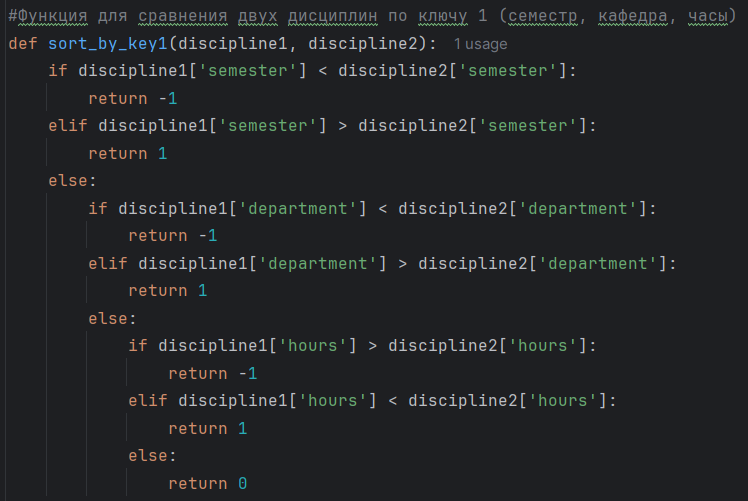 #Функция для сравнения двух дисциплин по ключу 1 (семестр, кафедра, часы)
def sort_by_key1(discipline1, discipline2):  1 usage
    if discipline1['semester'] < discipline2['semester']:
        return -1
    elif discipline1['semester'] > discipline2['semester']:
        return 1
    else:
        if discipline1['department'] < discipline2['department']:
            return -1
        elif discipline1['department'] > discipline2['department']:
            return 1
        else:
            if discipline1['hours'] > discipline2['hours']:
                return -1
            elif discipline1['hours'] < discipline2['hours']:
                return 1
            else:
                return 0